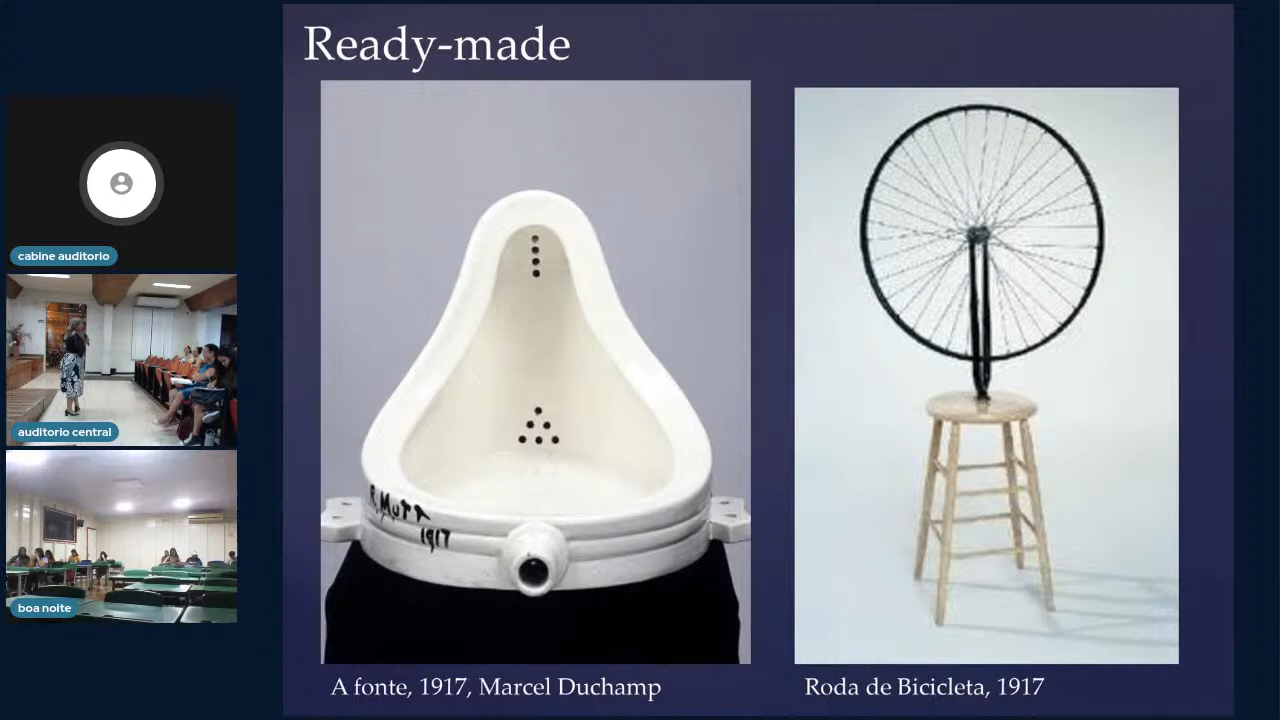 Ready-made
cabine auditorio
auditorio central
boa noite
R. MUTT
1917
A fonte, 1917, Marcel Duchamp
Roda de Bicicleta, 1917